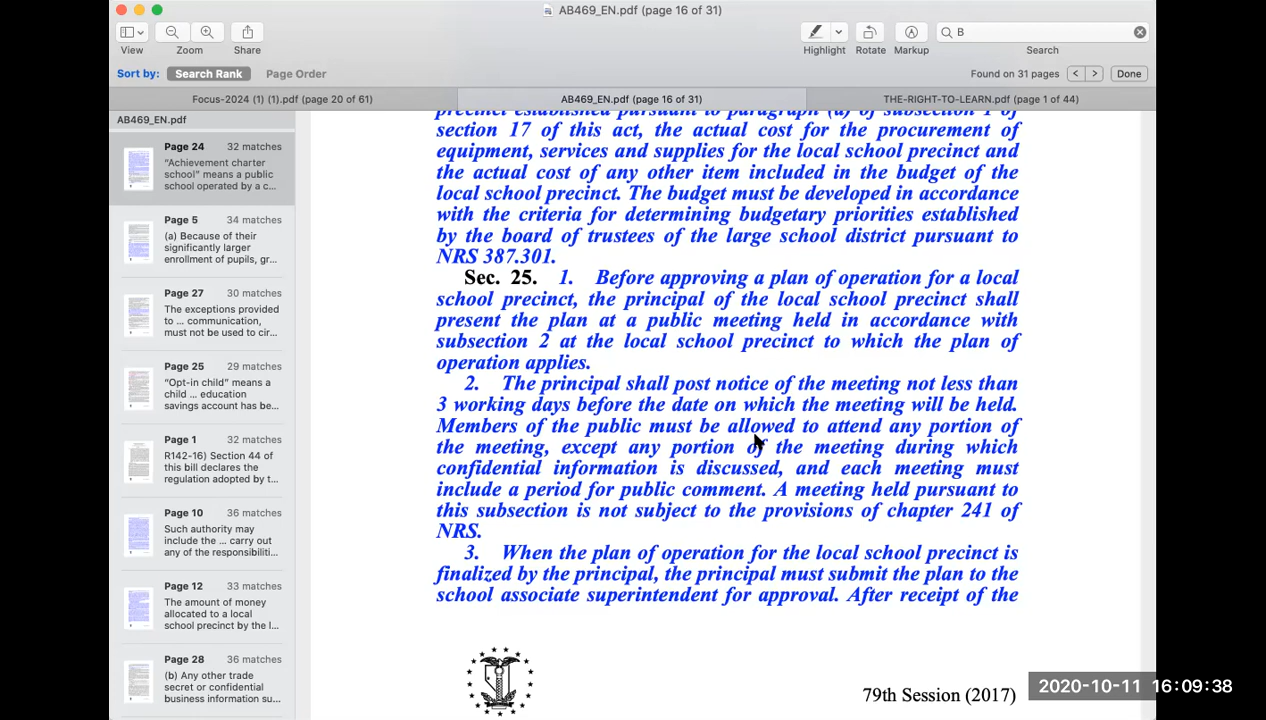 AB469_EN.pdf (page 16 of 31)
B
View
Zoom
Share
Highlight
Rotate
Markup
Search
Sort by:
Search Rank
Page Order
Found on 31 pages
Done
Focus-2024 (1) (1).pdf (page 20 of 61)
AB469_EN.pdf (page 16 of 31)
THE-RIGHT-TO-LEARN.pdf (page 1 of 44)
AB469_EN.pdf
Page 24 32 matches
“Achievement charter
school” means a public
school operated by a c...
Page 5 34 matches
(a) Because of their
significantly larger
enrollment of pupils, gr...
Page 27 30 matches
The exceptions provided
to ... communication,
must not be used to cir...
Page 25 29 matches
“Opt-in child” means a
child ... education
savings account has be...
Page 1 32 matches
R142-16) Section 44 of
this bill declares the
regulation adopted by t...
Page 10 36 matches
Such authority may
include the ... carry out
any of the responsibiliti...
Page 12 33 matches
The amount of money
allocated to a local
school precinct by the l...
Page 28 36 matches
(b) Any other trade
secret or confidential
business information su...
precinct established pursuant to paragraph (a) of subsection 1 of
section 17 of this act, the actual cost for the procurement of
equipment, services and supplies for the local school precinct and
the actual cost of any other item included in the budget of the
local school precinct. The budget must be developed in accordance
with the criteria for determining budgetary priorities established
by the board of trustees of the large school district pursuant to
NRS 387.301.
Sec. 25. 1. Before approving a plan of operation for a local
school precinct, the principal of the local school precinct shall
present the plan at a public meeting held in accordance with
subsection 2 at the local school precinct to which the plan of
operation applies.
2. The principal shall post notice of the meeting not less than
3 working days before the date on which the meeting will be held.
Members of the public must be allowed to attend any portion of
the meeting, except any portion of the meeting during which
confidential information is discussed, and each meeting must
include a period for public comment. A meeting held pursuant to
this subsection is not subject to the provisions of chapter 241 of
NRS.
3. When the plan of operation for the local school precinct is
finalized by the principal, the principal must submit the plan to the
school associate superintendent for approval. After receipt of the
79th Session (2017)
2020-10-11 16:09:38